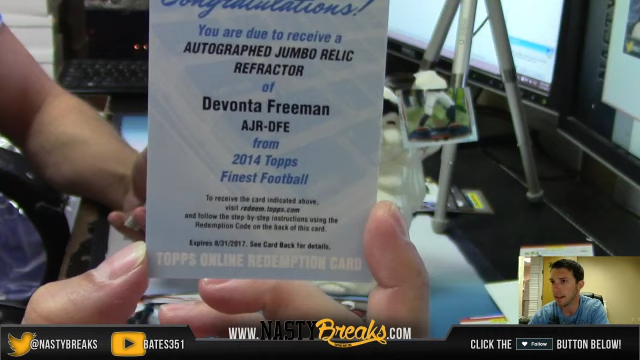 Congratulations!
You are due to receive a
AUTOGRAPHED JUMBO RELIC
REFRACTOR
of
Devonta Freeman
AJR-DFE
from
2014 Topps
Finest Football
To receive the card indicated above,
visit redeem.topps.com
and follow the step-by-step instructions using the
Redemption Code on the back of this card.
Expires 8/31/2017. See Card Back for details.
TOPPS ONLINE REDEMPTION CARD
@NASTYBREAKS
BATES351
WWW.NASTYBreaks.COM
CLICK THE Follow BUTTON BELOW!